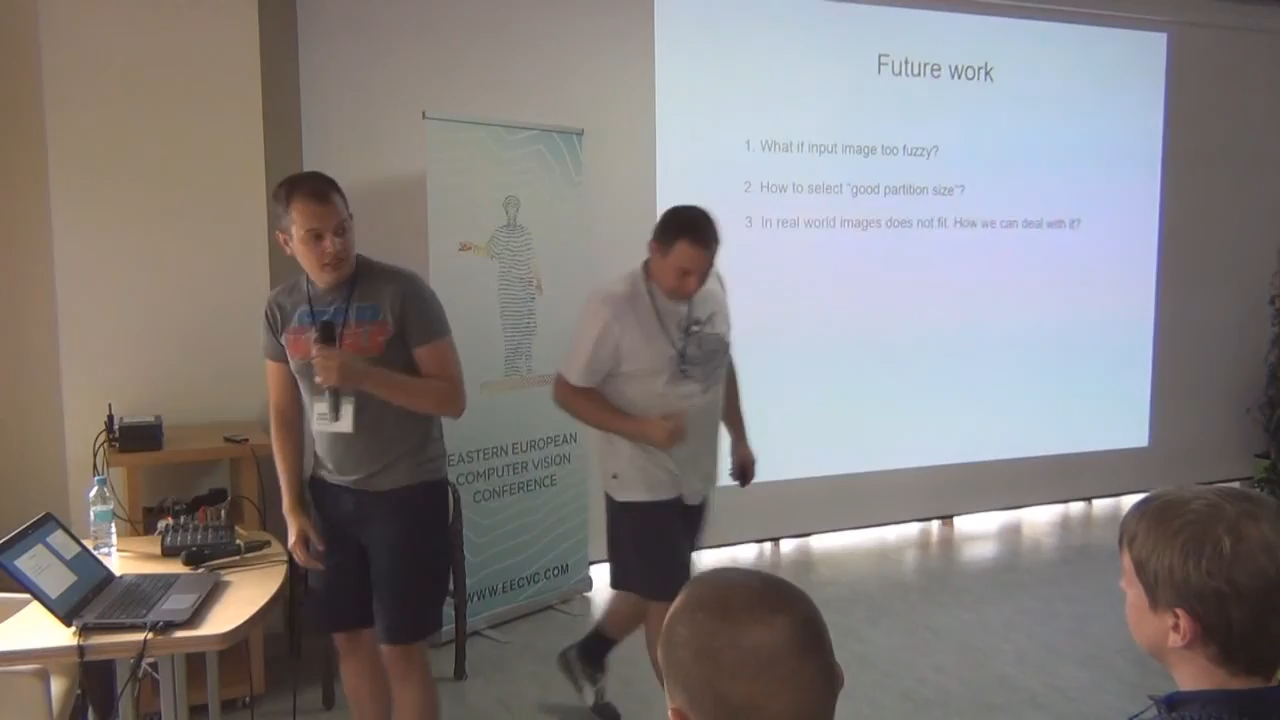 Future work
1. What if input image too fuzzy?
2. How to select "good partition size"?
3. In real world images does not fit. How we can deal with it?
EASTERN EUROPEAN
COMPUTER VISION
CONFERENCE
WWW.EECVC.COM